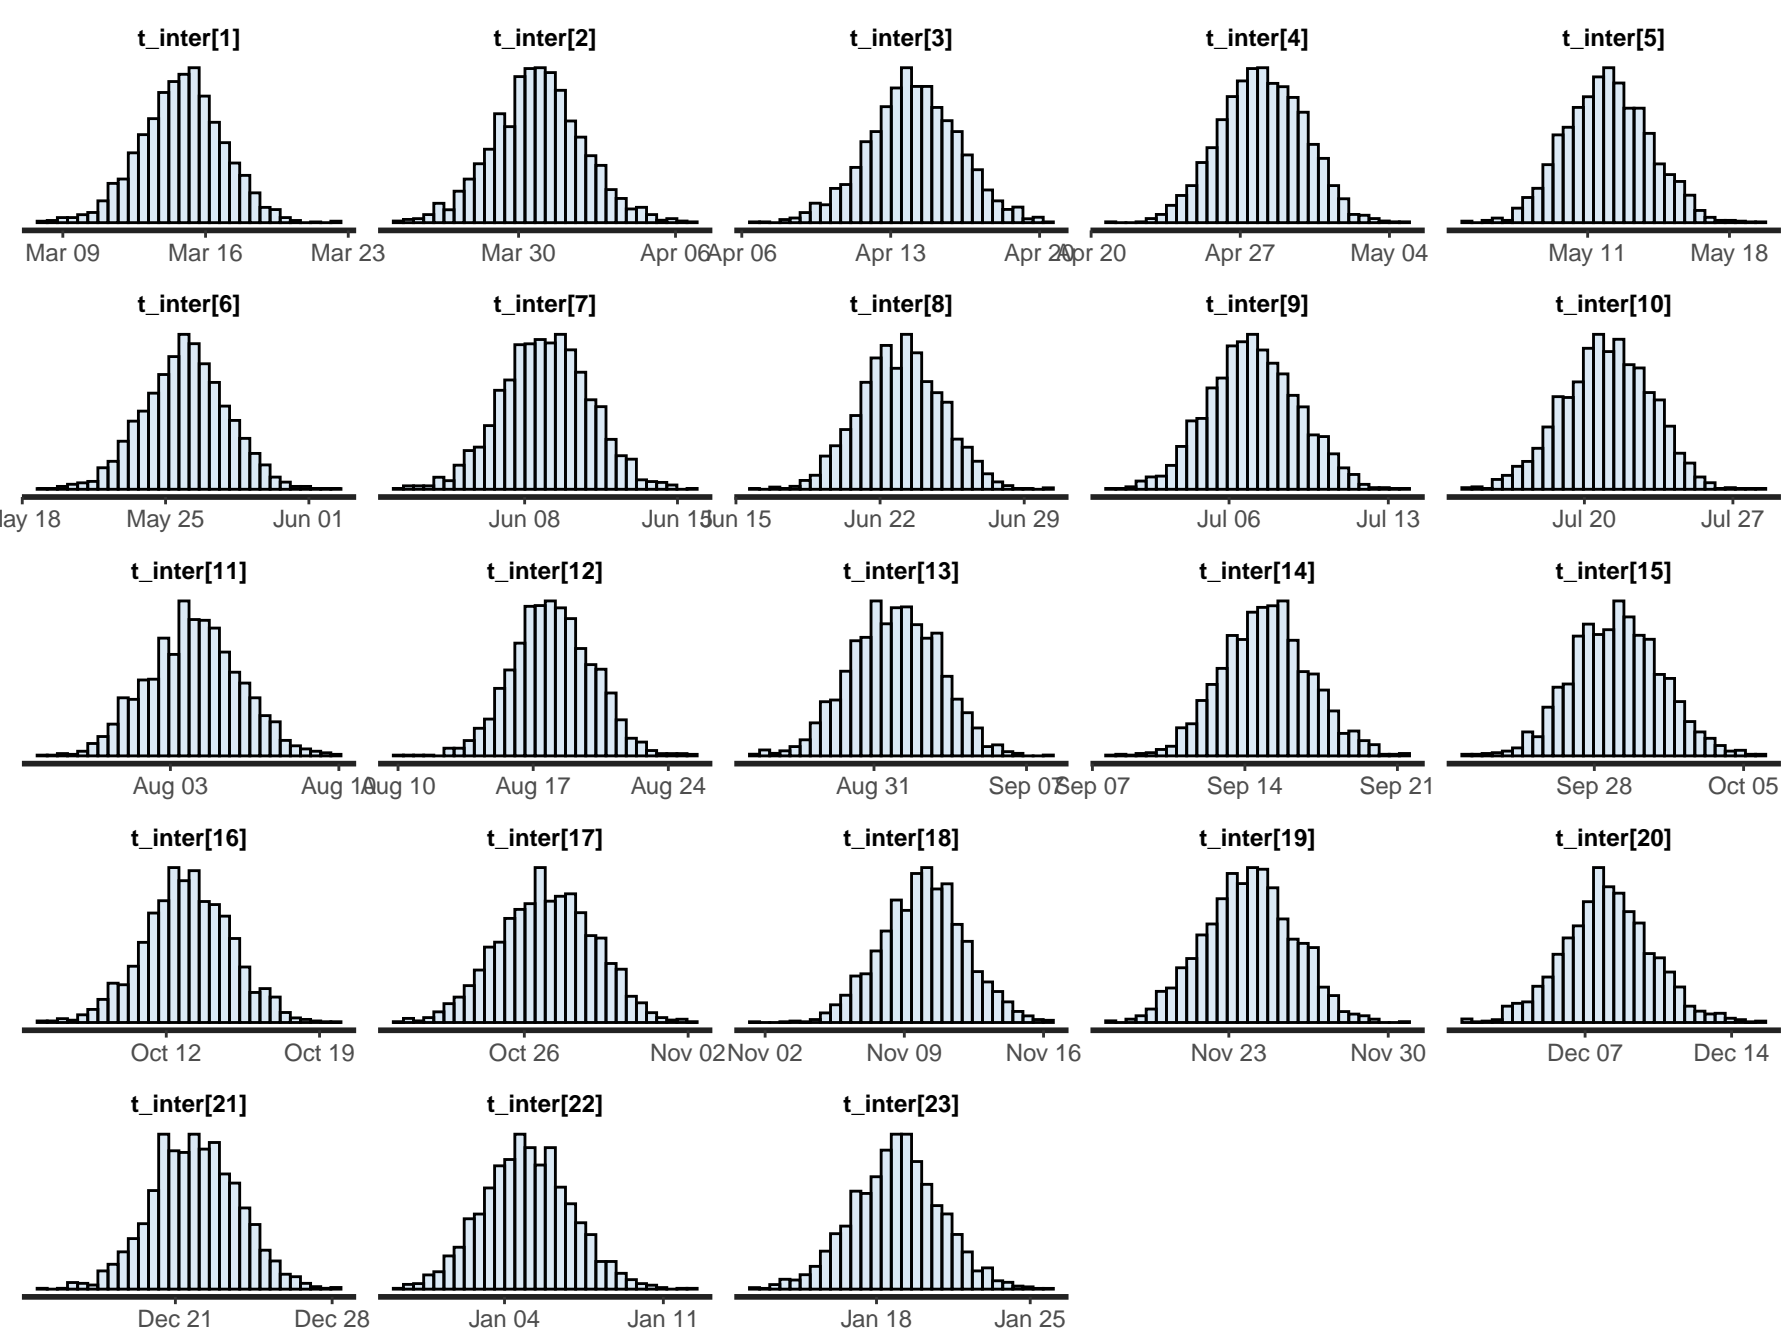 t_inter[1] t_inter[2] t_inter[3] t_inter[4] t_inter[5]
Mar 09 Mar 16 Mar 23 Mar 30 Apr 06 Apr 06 Apr 13 Apr 20 Apr 20 Apr 27 May 04 May 11 May 18
t_inter[6] t_inter[7] t_inter[8] t_inter[9] t_inter[10]
ay 18 May 25 Jun 01 Jun 08 Jun 15 Jun 15 Jun 22 Jun 29 Jul 06 Jul 13 Jul 20 Jul 27
t_inter[11] t_inter[12] t_inter[13] t_inter[14] t_inter[15]
Aug 03 Aug 10 Aug 10 Aug 17 Aug 24 Aug 31 Sep 07 Sep 07 Sep 14 Sep 21 Sep 28 Oct 05
t_inter[16] t_inter[17] t_inter[18] t_inter[19] t_inter[20]
Oct 12 Oct 19 Oct 26 Nov 02 Nov 02 Nov 09 Nov 16 Nov 23 Nov 30 Dec 07 Dec 14
t_inter[21] t_inter[22] t_inter[23]
Dec 21 Dec 28 Jan 04 Jan 11 Jan 18 Jan 25